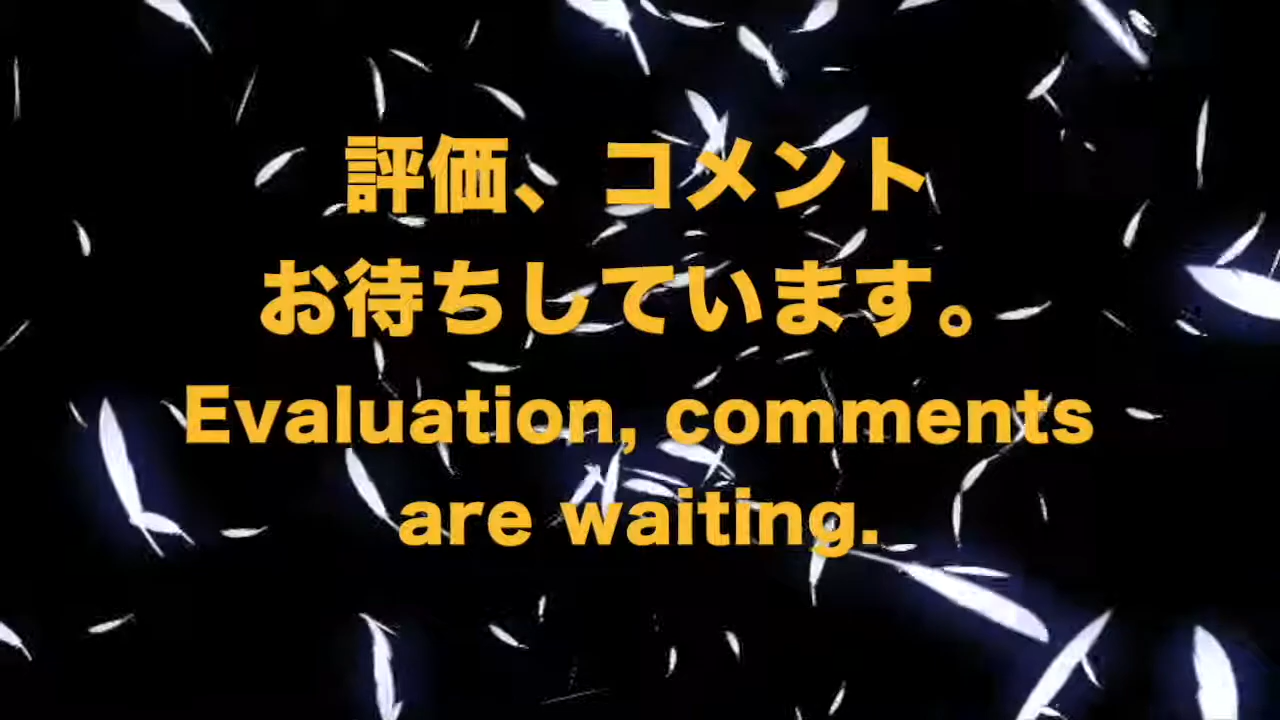 評価、コメント
お待ちしています。
Evaluation, comments
are waiting.